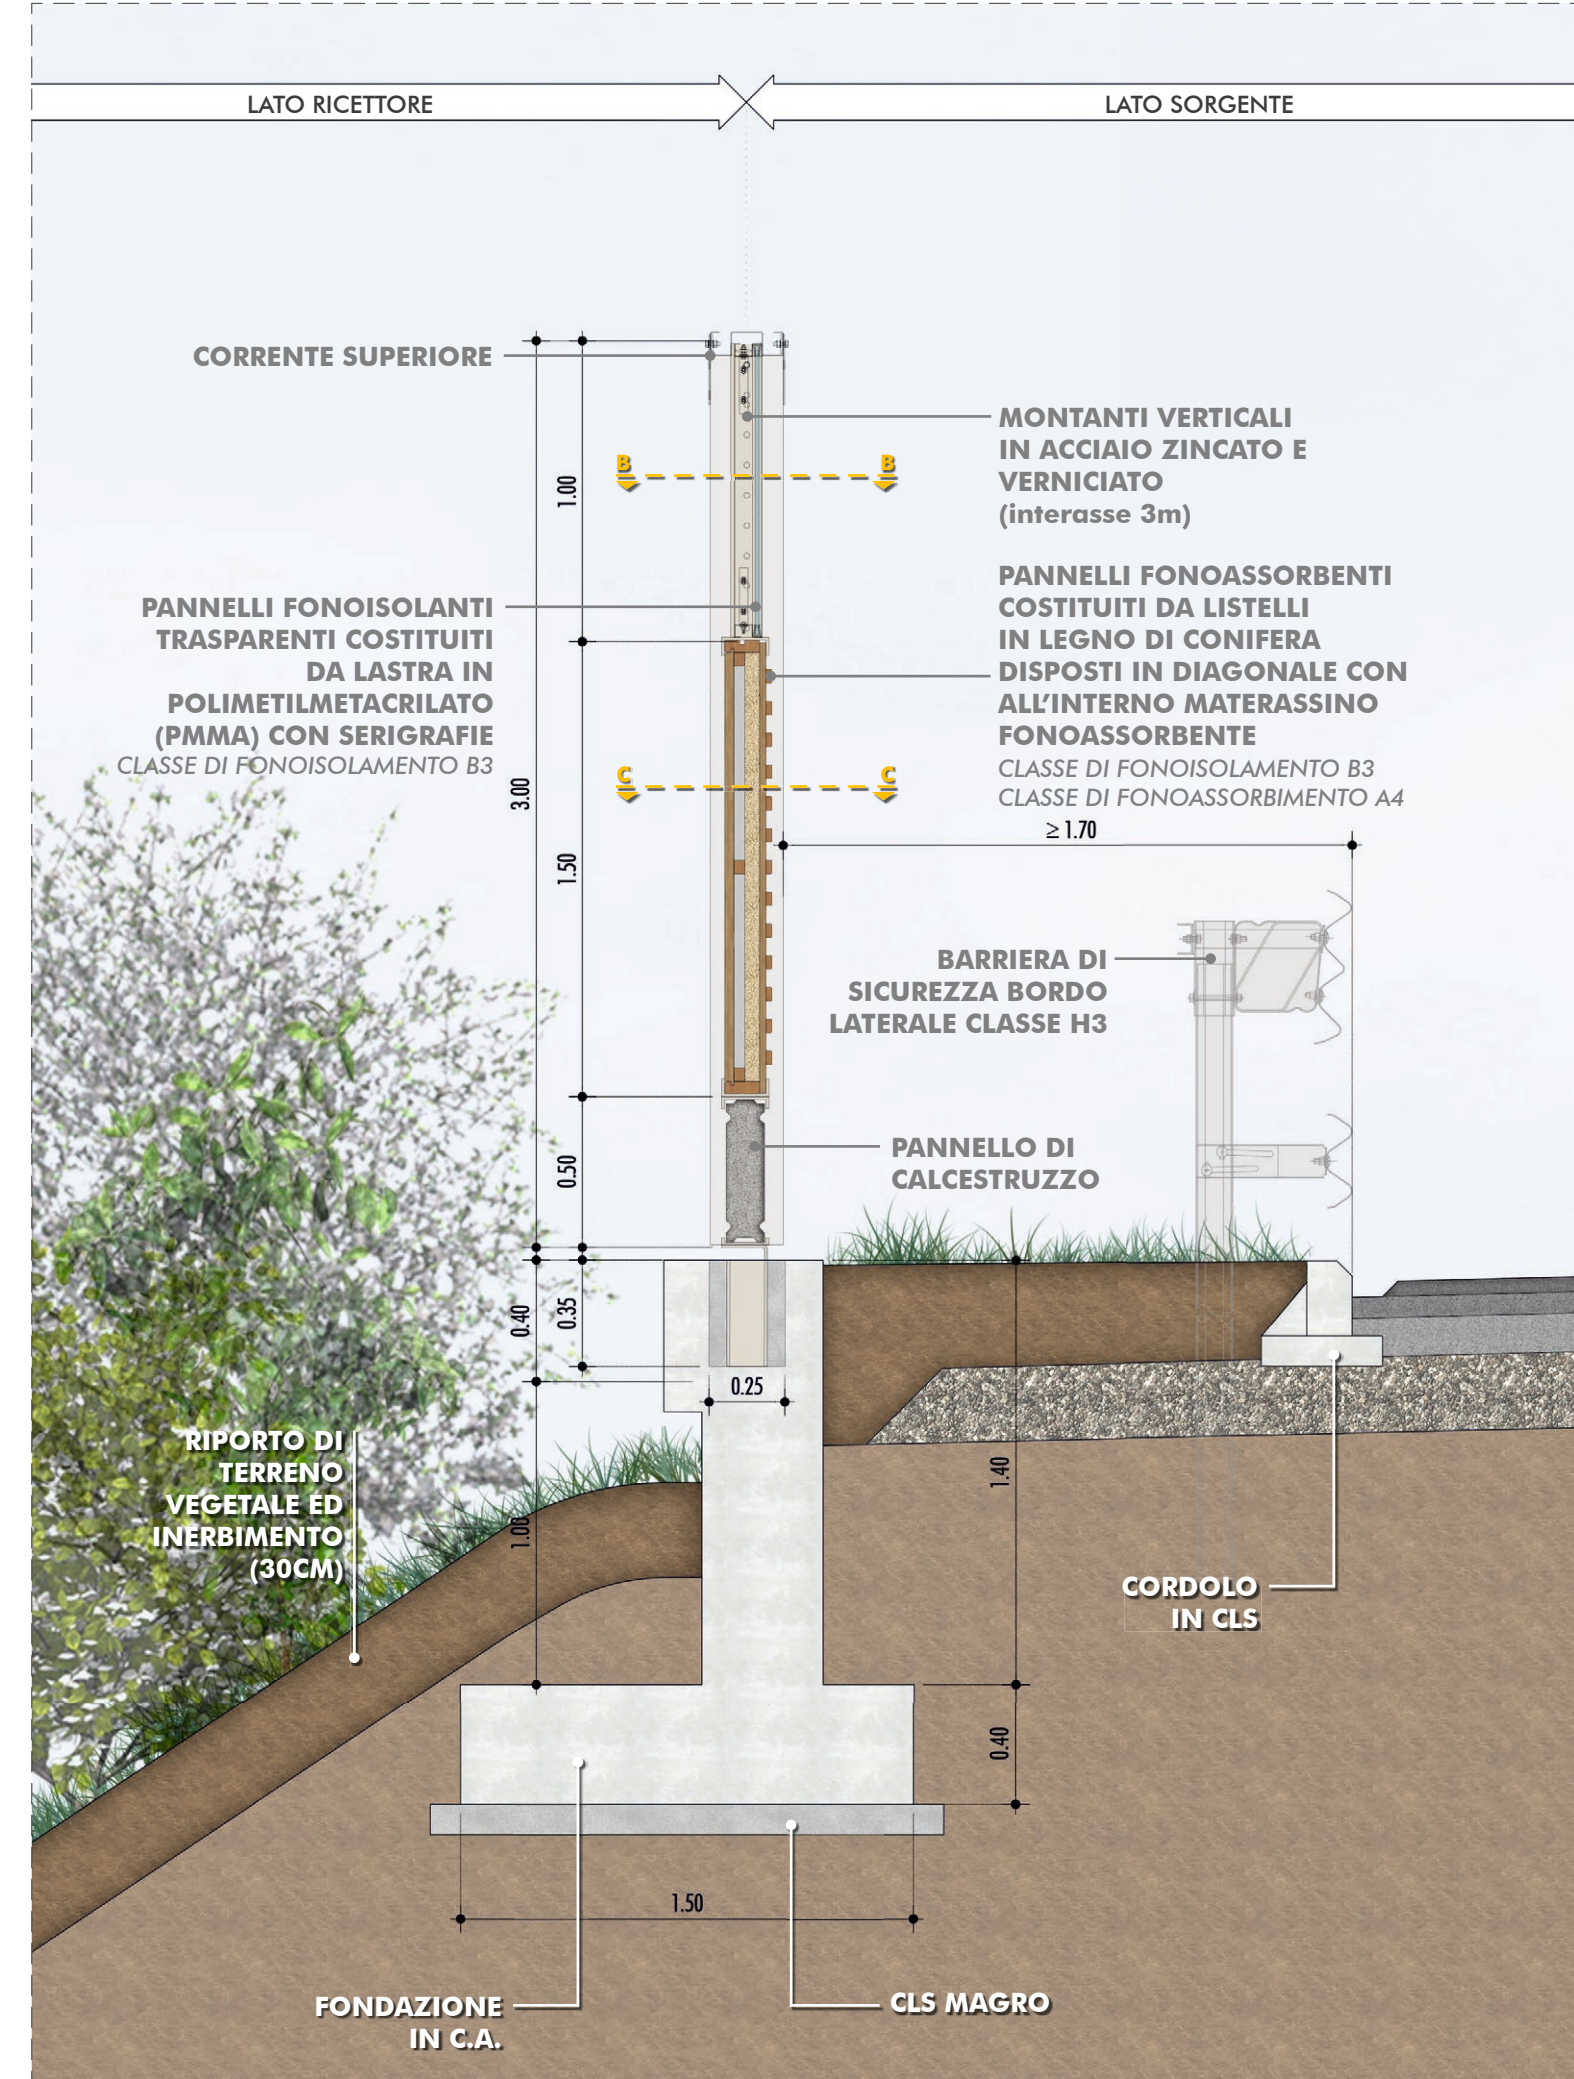 LATO RICETTORE
LATO SORGENTE
CORRENTE SUPERIORE
MONTANTI VERTICALI
IN ACCIAIO ZINCATO E
VERNICIATO
(interasse 3m)
B
B
1.00
PANNELLI FONOASSORBENTI
COSTITUITI DA LISTELLI
IN LEGNO DI CONIFERA
DISPOSTI IN DIAGONALE CON
ALL'INTERNO MATERASSINO
FONOASSORBENTE
CLASSE DI FONOISOLAMENTO B3
CLASSE DI FONOASSORBIMENTO A4
PANNELLI FONOISOLANTI
TRASPARENTI COSTITUITI
DA LASTRA IN
POLIMETILMETACRILATO
(PMMA) CON SERIGRAFIE
CLASSE DI FONOISOLAMENTO B3
C
C
3.00
≥ 1.70
1.50
BARRIERA DI
SICUREZZA BORDO
LATERALE CLASSE H3
PANNELLO DI
CALCESTRUZZO
0.50
0.40
0.35
0.25
RIPORTO DI
TERRENO
VEGETALE ED
INERBIMENTO
(30CM)
1.00
1.40
CORDOLO
IN CLS
0.40
1.50
FONDAZIONE
IN C.A.
CLS MAGRO